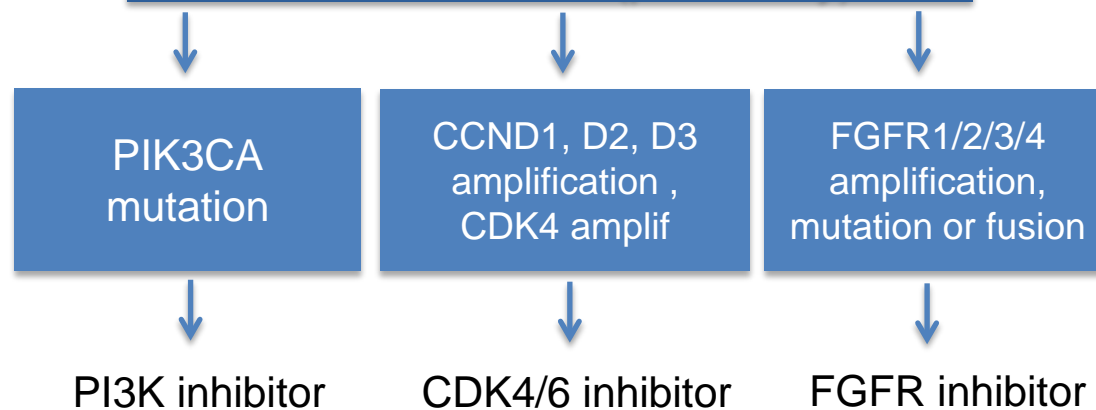 PIK3CA
mutation
CCND1, D2, D3
amplification ,
CDK4 amplif
FGFR1/2/3/4
amplification,
mutation or fusion
PI3K inhibitor
CDK4/6 inhibitor
FGFR inhibitor